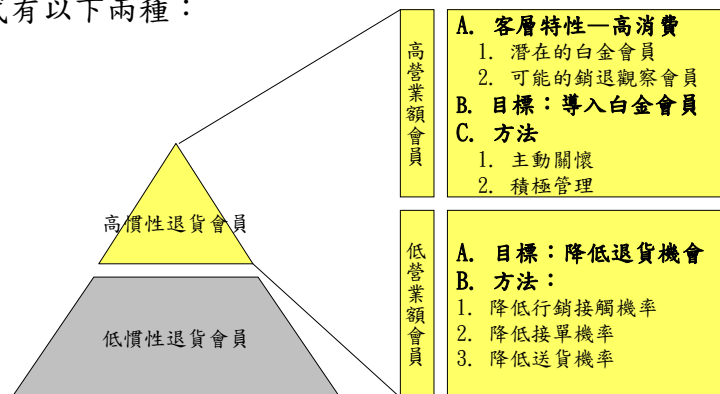 有以下兩種：
高慣性退貨會員
低慣性退貨會員
高營業額會員
A. 客層特性—高消費
1. 潛在的白金會員
2. 可能的銷退觀察會員
B. 目標：導入白金會員
C. 方法
1. 主動關懷
2. 積極管理
低營業額會員
A. 目標：降低退貨機會
B. 方法：
1. 降低行銷接觸機率
2. 降低接單機率
3. 降低送貨機率